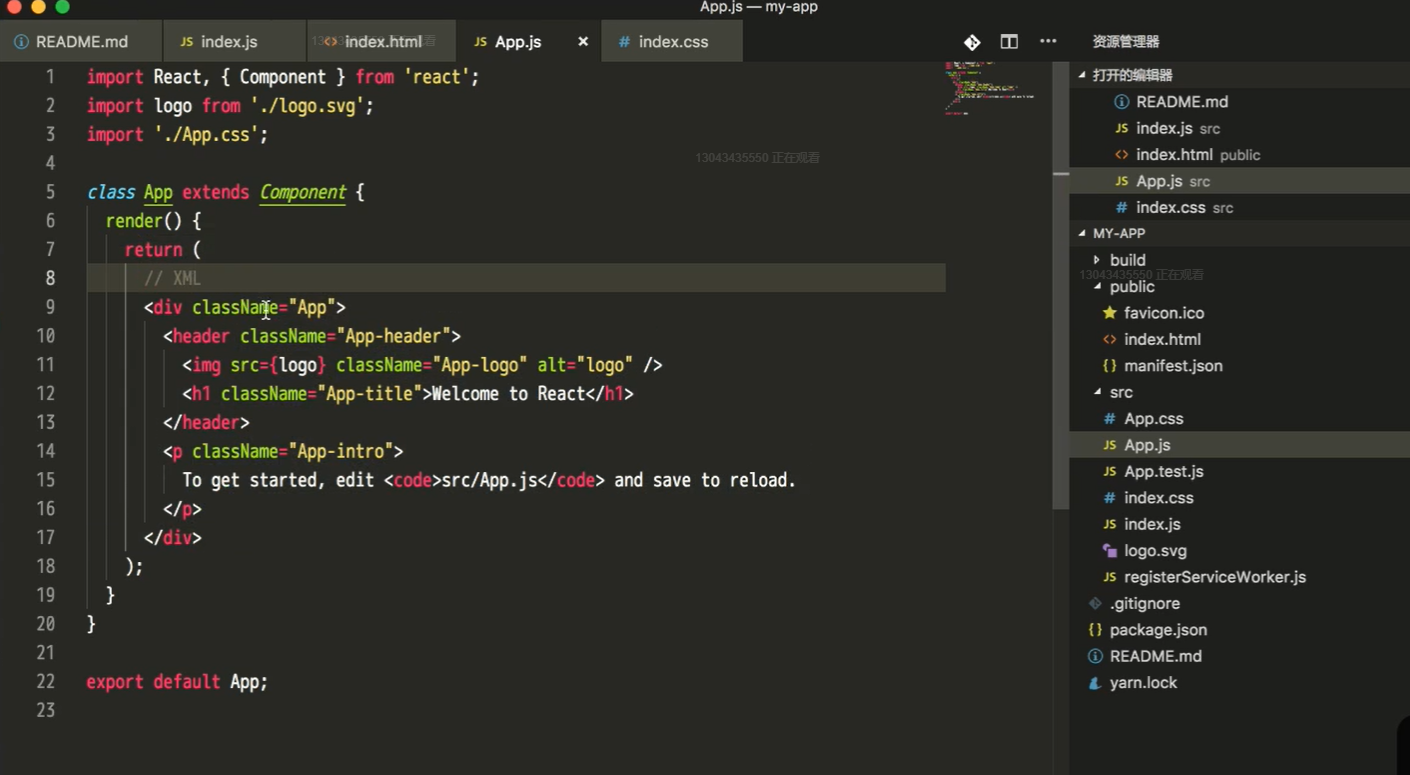 App.js — my-app
README.md
JS index.js
<> index.html
JS App.js ×
# index.css
资源管理器
1 import React, { Component } from 'react';
2 import logo from './logo.svg';
3 import './App.css';
4
5 class App extends Component {
6 render() {
7 return (
8 // XML
9 <div className="App">
10 <header className="App-header">
11 <img src={logo} className="App-logo" alt="logo" />
12 <h1 className="App-title">Welcome to React</h1>
13 </header>
14 <p className="App-intro">
15 To get started, edit <code>src/App.js</code> and save to reload.
16 </p>
17 </div>
18 );
19 }
20 }
21
22 export default App;
23
13043435550 正在观看
打开的编辑器
README.md
JS index.js src
<> index.html public
JS App.js src
# index.css src
MY-APP
build
13043435550 正在观看
public
favicon.ico
<> index.html
{} manifest.json
src
# App.css
JS App.js
JS App.test.js
# index.css
JS index.js
logo.svg
JS registerServiceWorker.js
.gitignore
{} package.json
README.md
yarn.lock